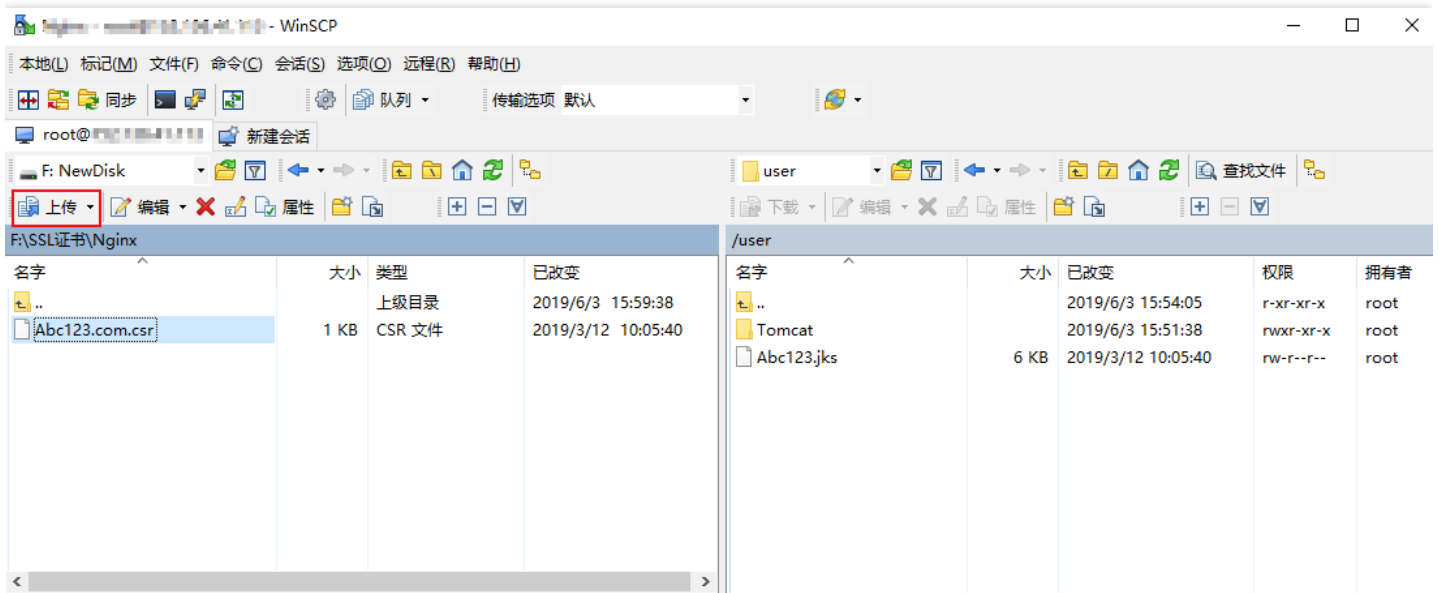 - WinSCP
本地(L) 标记(M) 文件(F) 命令(C) 会话(S) 选项(O) 远程(R) 帮助(H)
同步 队列 传输选项 默认
root@ 新建会话
F: NewDisk user 查找文件
上传 编辑 属性 下载 编辑 属性
F:\SSL证书\Nginx /user
名字 大小 类型 已改变 名字 大小 已改变 权限 拥有者
.. 上级目录 2019/6/3 15:59:38 .. 2019/6/3 15:54:05 r-xr-xr-x root
Abc123.com.csr 1 KB CSR 文件 2019/3/12 10:05:40 Tomcat 2019/6/3 15:51:38 rwxr-xr-x root
Abc123.jks 6 KB 2019/3/12 10:05:40 rw-r--r-- root